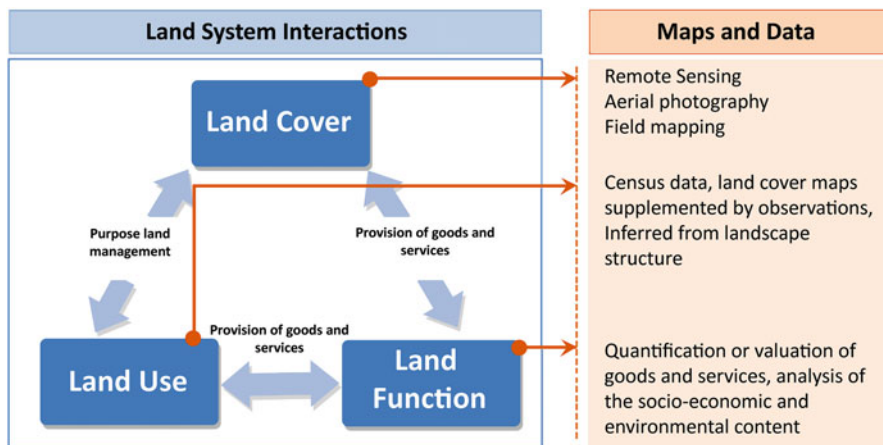 Land System Interactions
Land Cover
Purpose land
management
Provision of goods and
services
Provision of goods and
services
Land Use
Land
Function
Maps and Data
Remote Sensing
Aerial photography
Field mapping
Census data, land cover maps
supplemented by observations,
Inferred from landscape
structure
Quantification or valuation of
goods and services, analysis of
the socio-economic and
environmental content